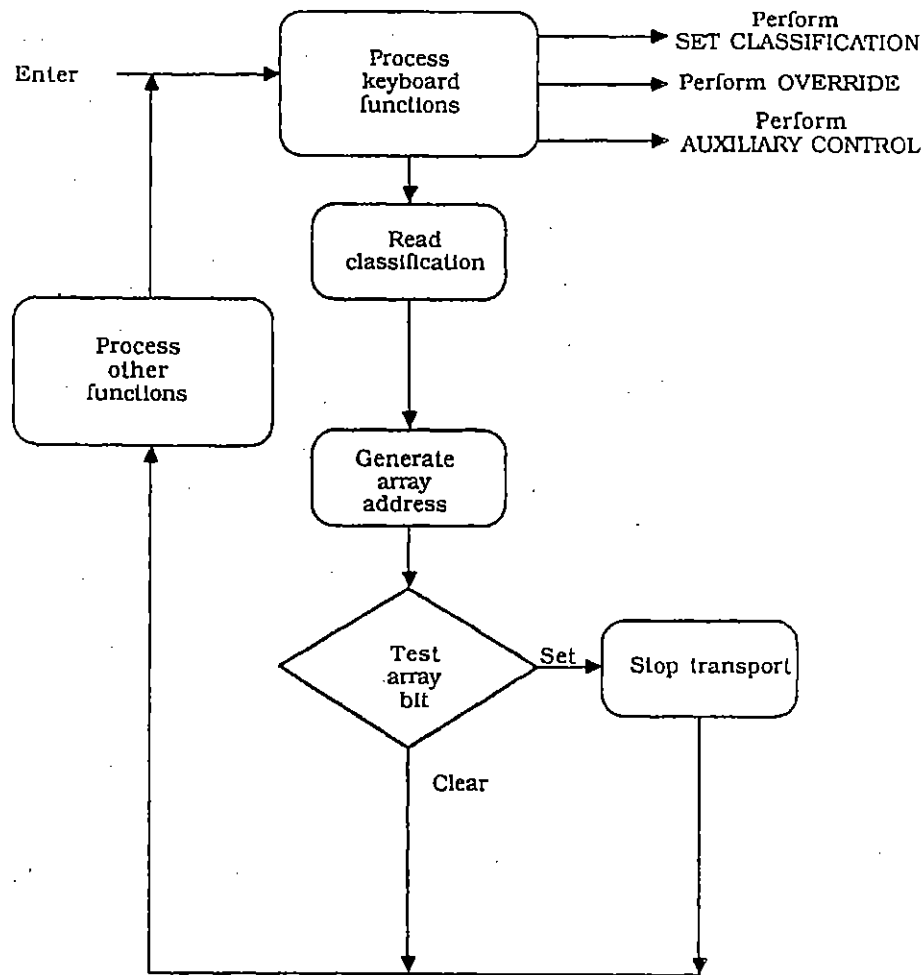 Perform
SET CLASSIFICATION
Enter
Process
keyboard
functions
Perform OVERRIDE
Perform
AUXILIARY CONTROL
Read
classification
Process
other
functions
Generate
array
address
Test
array
bit
Set
Stop transport
Clear